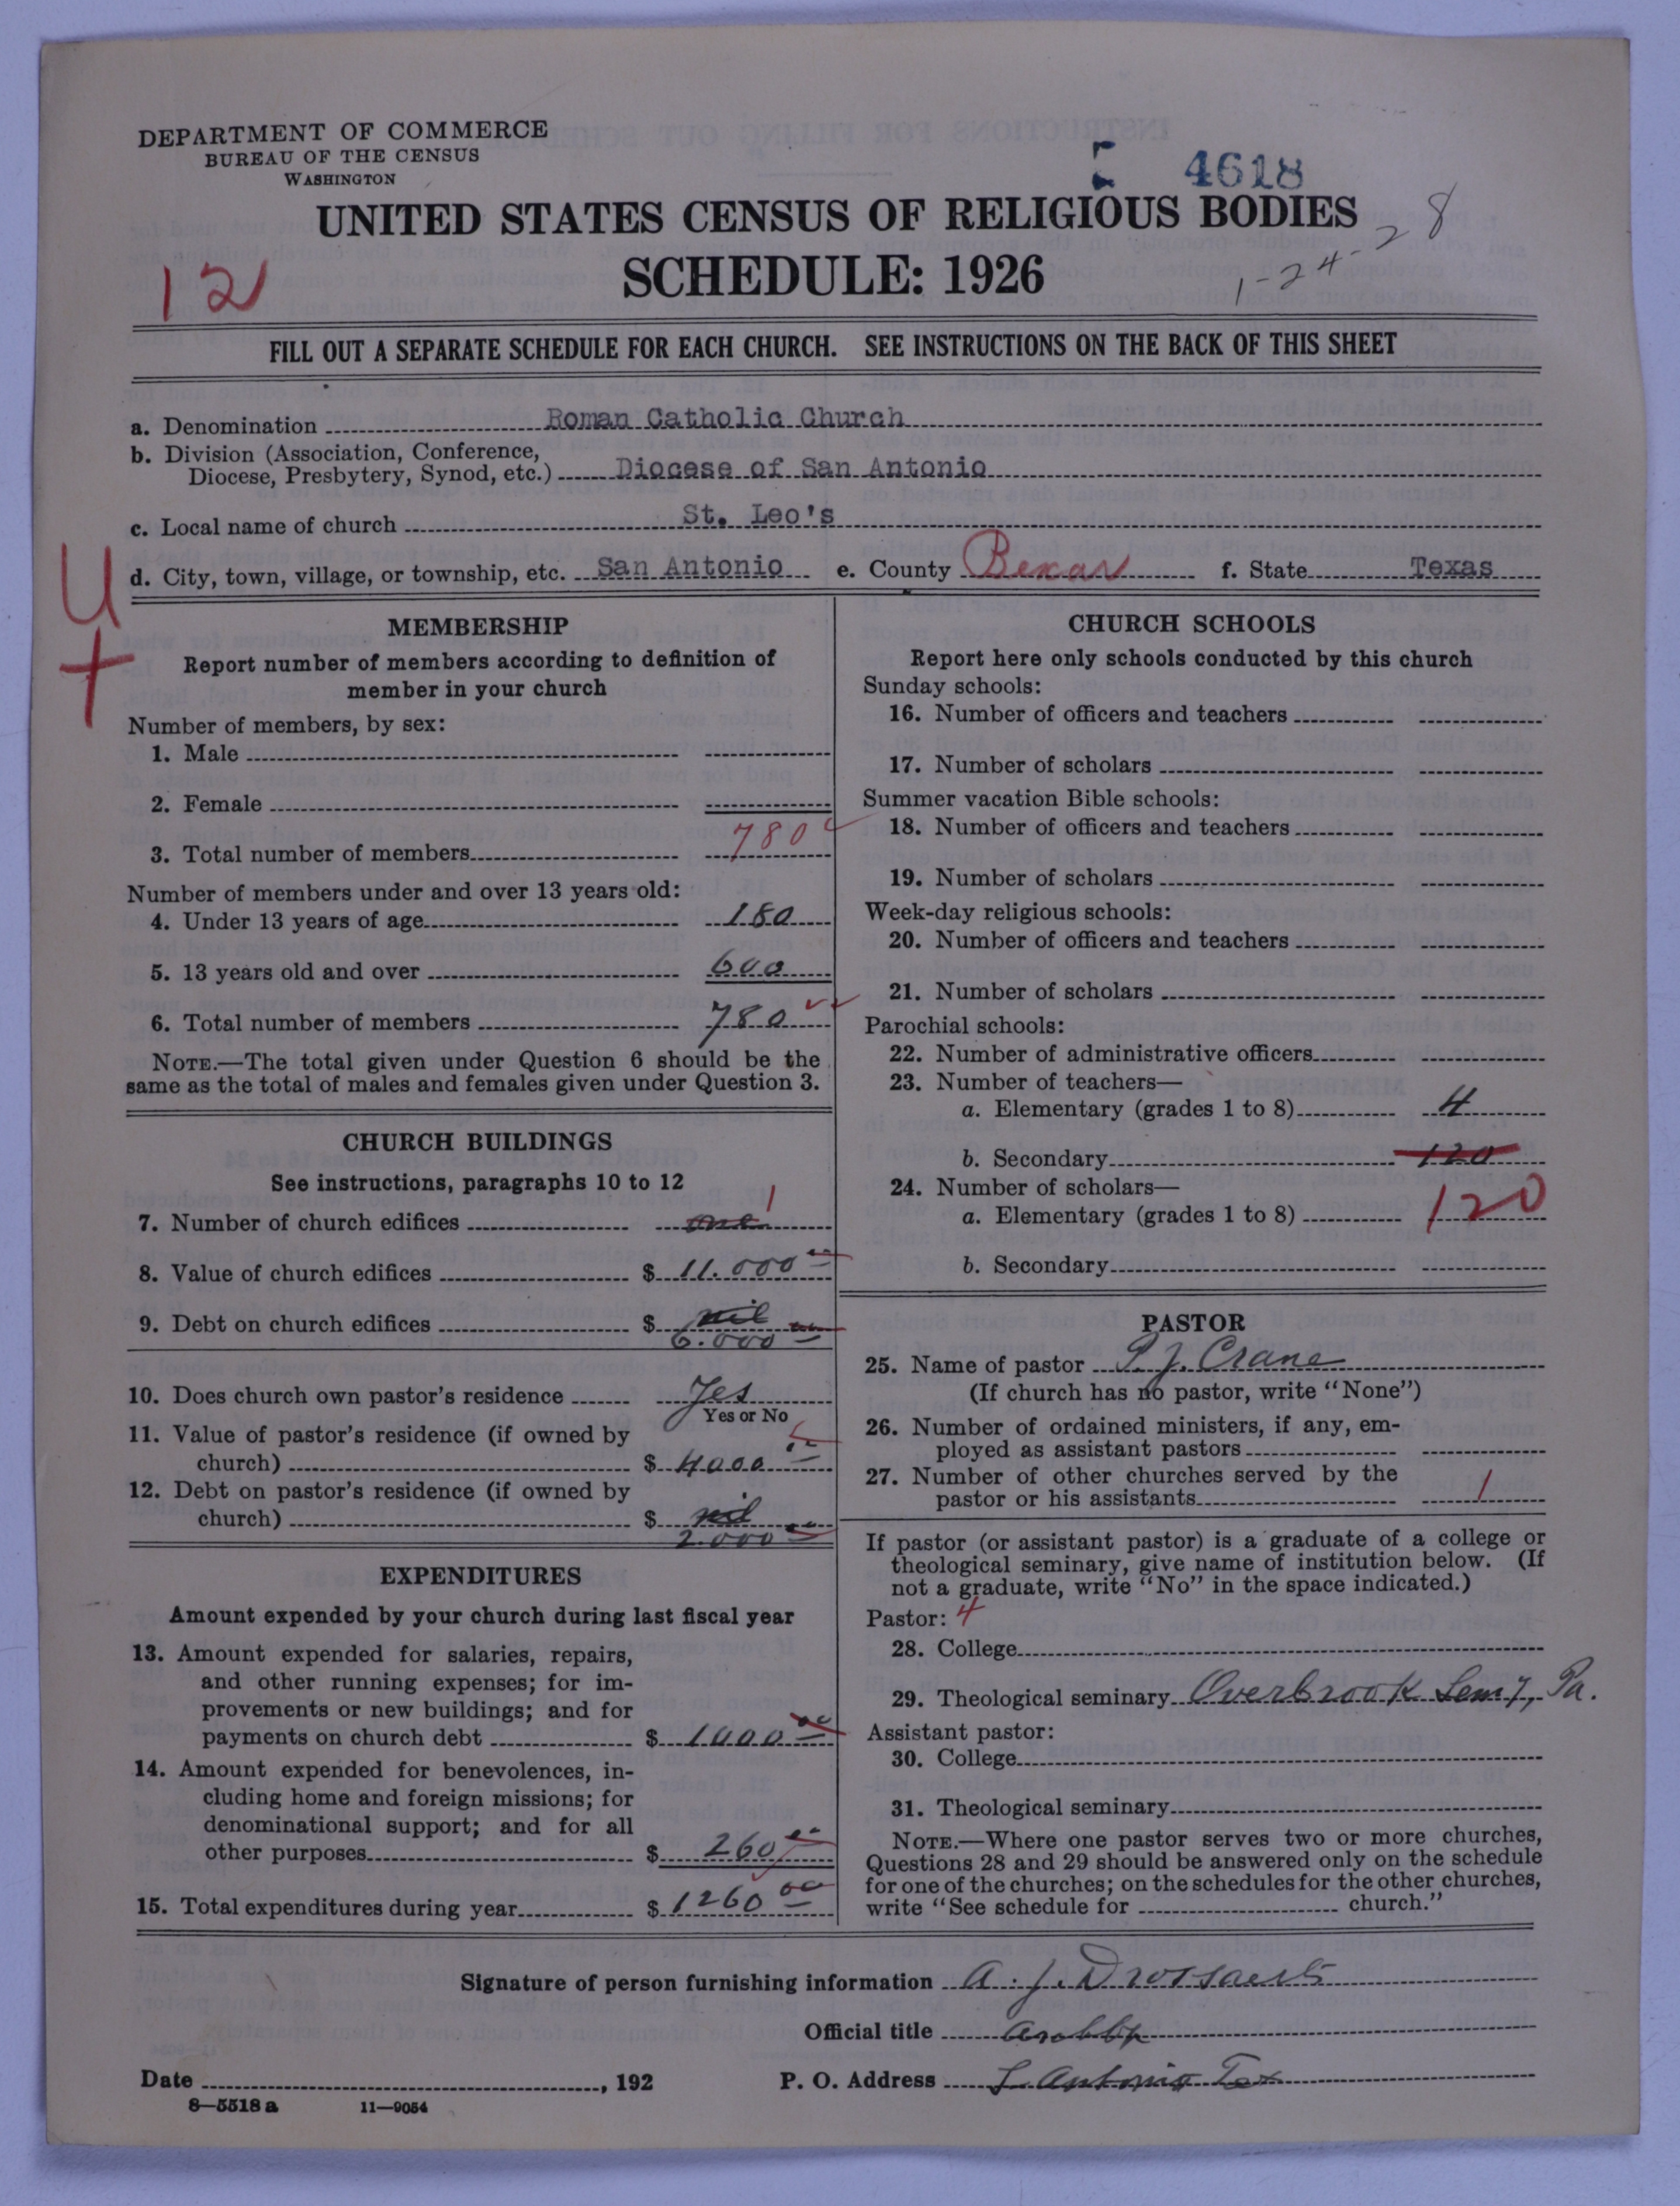 DEPARTMENT OF COMMERCE
BUREAU OF THE CENSUS
WASHINGTON
4618
UNITED STATES CENSUS OF RELIGIOUS BODIES
SCHEDULE: 1926
1-24-28
12
FILL OUT A SEPARATE SCHEDULE FOR EACH CHURCH. SEE INSTRUCTIONS ON THE BACK OF THIS SHEET
a. Denomination Roman Catholic Church
b. Division (Association, Conference,
Diocese, Presbytery, Synod, etc.) Diocese of San Antonio
c. Local name of church St. Leo's
U
d. City, town, village, or township, etc. San Antonio e. County Bexar f. State Texas
MEMBERSHIP
Report number of members according to definition of
member in your church
Number of members, by sex:
1. Male
2. Female
3. Total number of members 780
Number of members under and over 13 years old:
4. Under 13 years of age 180
5. 13 years old and over 600
6. Total number of members 780
NOTE.—The total given under Question 6 should be the
same as the total of males and females given under Question 3.
CHURCH BUILDINGS
See instructions, paragraphs 10 to 12
7. Number of church edifices one 1
8. Value of church edifices $ 11.000 00
9. Debt on church edifices $ nil
6.000 00
10. Does church own pastor's residence Yes
Yes or No
11. Value of pastor's residence (if owned by
church) $ 4000 00
12. Debt on pastor's residence (if owned by
church) $ nil
2.000 00
EXPENDITURES
Amount expended by your church during last fiscal year
13. Amount expended for salaries, repairs,
and other running expenses; for im-
provements or new buildings; and for
payments on church debt $ 1000 00
14. Amount expended for benevolences, in-
cluding home and foreign missions; for
denominational support; and for all
other purposes $ 260 00
15. Total expenditures during year $ 1260 00
CHURCH SCHOOLS
Report here only schools conducted by this church
Sunday schools:
16. Number of officers and teachers
17. Number of scholars
Summer vacation Bible schools:
18. Number of officers and teachers
19. Number of scholars
Week-day religious schools:
20. Number of officers and teachers
21. Number of scholars
Parochial schools:
22. Number of administrative officers
23. Number of teachers—
a. Elementary (grades 1 to 8) 4
b. Secondary 120
24. Number of scholars—
a. Elementary (grades 1 to 8) 120
b. Secondary
PASTOR
25. Name of pastor P. J. Crane
(If church has no pastor, write "None")
26. Number of ordained ministers, if any, em-
ployed as assistant pastors
27. Number of other churches served by the
pastor or his assistants 1
If pastor (or assistant pastor) is a graduate of a college or
theological seminary, give name of institution below. (If
not a graduate, write "No" in the space indicated.)
Pastor: 4
28. College
29. Theological seminary Overbrook Semy, Pa.
Assistant pastor:
30. College
31. Theological seminary
NOTE.—Where one pastor serves two or more churches,
Questions 28 and 29 should be answered only on the schedule
for one of the churches; on the schedules for the other churches,
write "See schedule for church."
Signature of person furnishing information A. J. Drossaerts
Official title Archbp
Date , 192 P. O. Address S. Antonio Tex
8—5518 a 11—9054